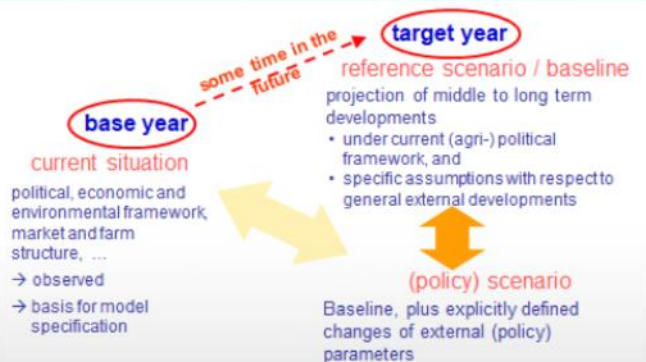 base year
current situation
political, economic and
environmental framework,
market and farm
structure, ...
→ observed
→ basis for model
specification
some time in the
future
target year
reference scenario / baseline
projection of middle to long term
developments
• under current (agri-) political
framework, and
• specific assumptions with respect to
general external developments
(policy) scenario
Baseline, plus explicitly defined
changes of external (policy)
parameters